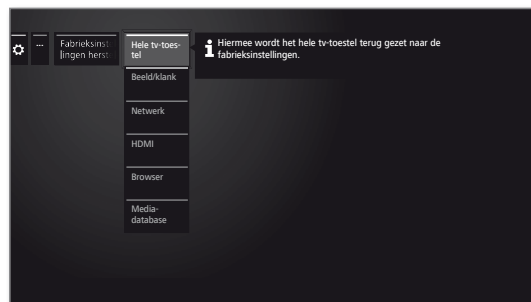 ...
Fabrieksinst
lingen herst
Hele tv-toes-
tel
Hiermee wordt het hele tv-toestel terug gezet naar de
fabrieksinstellingen.
Beeld/klank
Netwerk
HDMI
Browser
Media-
database